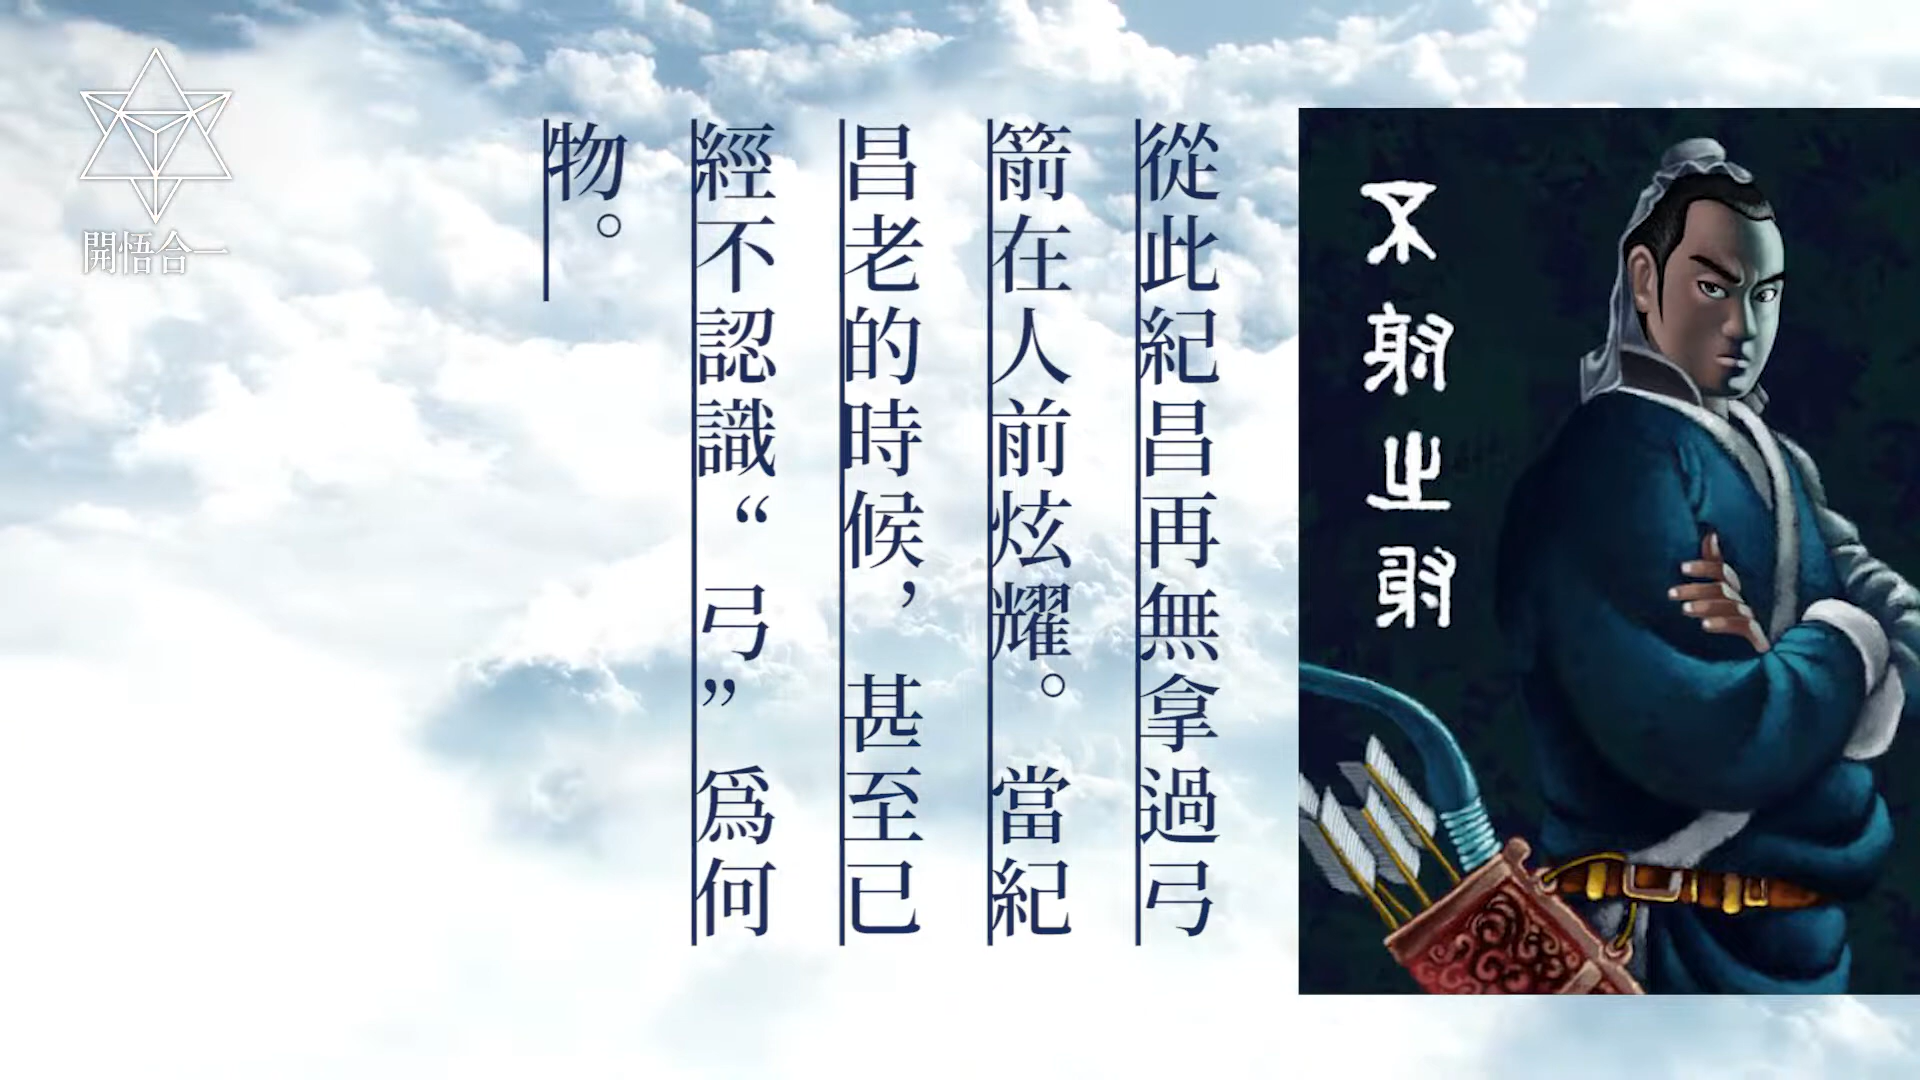 開悟合一
不射之射
從此紀昌再無拿過弓
箭在人前炫耀。當紀
昌老的時候，甚至已
經不認識“弓”爲何
物。